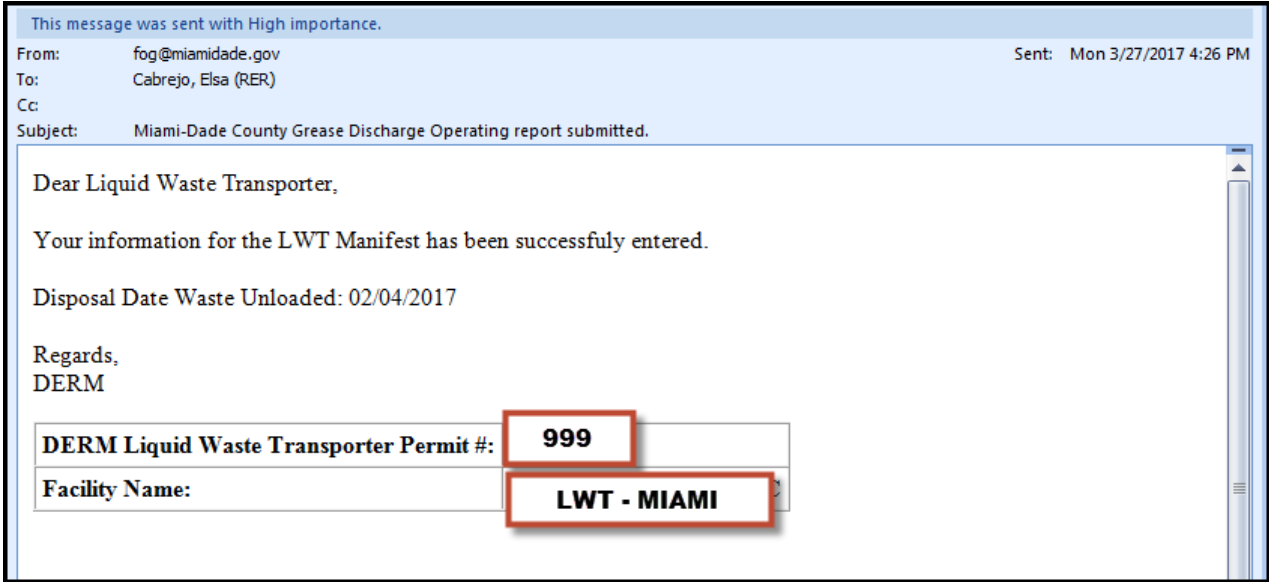 This message was sent with High importance.
From: fog@miamidade.gov Sent: Mon 3/27/2017 4:26 PM
To: Cabrejo, Elsa (RER)
Cc:
Subject: Miami-Dade County Grease Discharge Operating report submitted.
Dear Liquid Waste Transporter,
Your information for the LWT Manifest has been successfuly entered.
Disposal Date Waste Unloaded: 02/04/2017
Regards,
DERM
DERM Liquid Waste Transporter Permit #: 999
Facility Name: LWT - MIAMI